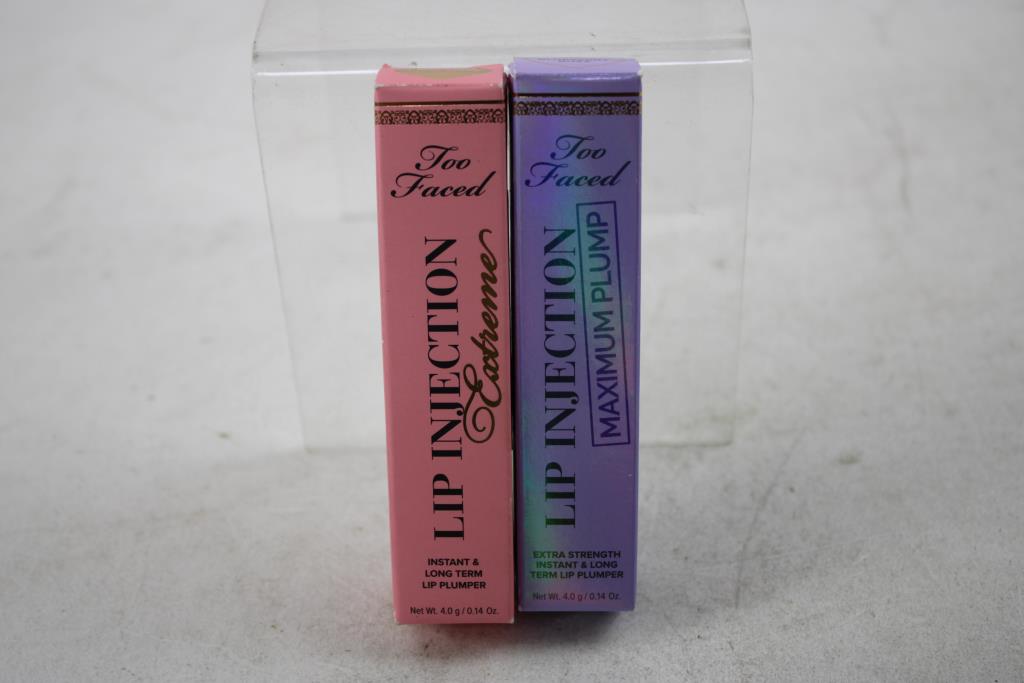 Too
Faced
LIP INJECTION
Extreme
INSTANT &
LONG TERM
LIP PLUMPER
Net Wt. 4.0 g / 0.14 Oz.
Too
Faced
LIP INJECTION
MAXIMUM PLUMP
EXTRA STRENGTH
INSTANT & LONG
TERM LIP PLUMPER
Net Wt. 4.0 g / 0.14 Oz.